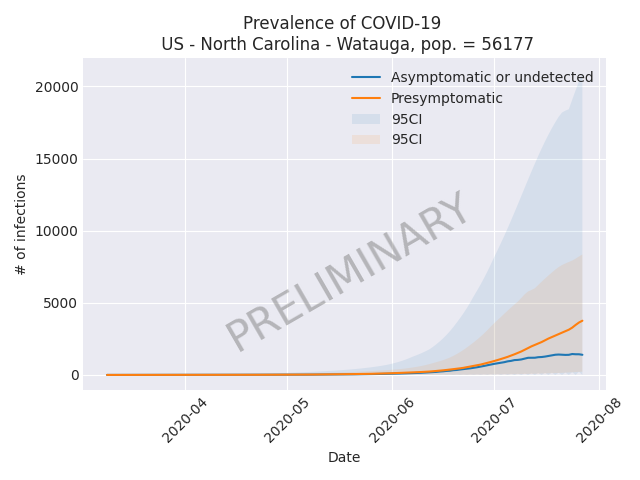 Prevalence of COVID-19
US - North Carolina - Watauga, pop. = 56177
Asymptomatic or undetected
Presymptomatic
95CI
95CI
20000
15000
10000
5000
0
# of infections
PRELIMINARY
2020-04
2020-05
2020-06
2020-07
2020-08
Date